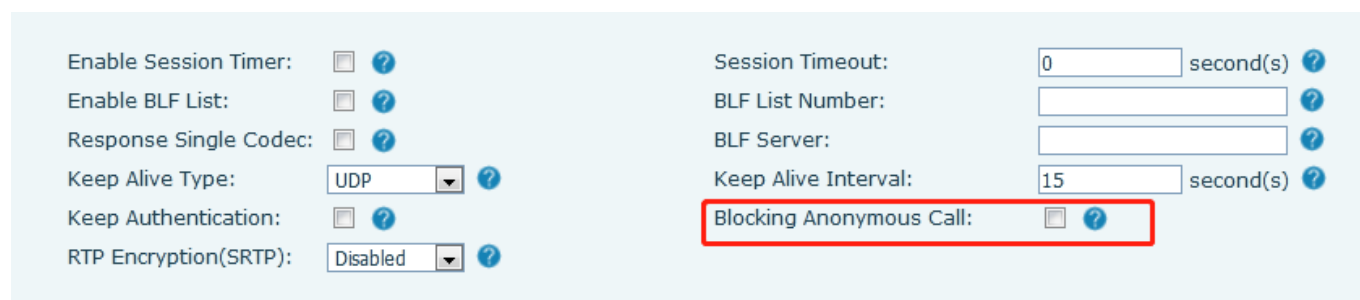 Enable Session Timer: ? Session Timeout: 0 second(s) ?
Enable BLF List: ? BLF List Number: ?
Response Single Codec: ? BLF Server: ?
Keep Alive Type: UDP ? Keep Alive Interval: 15 second(s) ?
Keep Authentication: ? Blocking Anonymous Call: ?
RTP Encryption(SRTP): Disabled ?